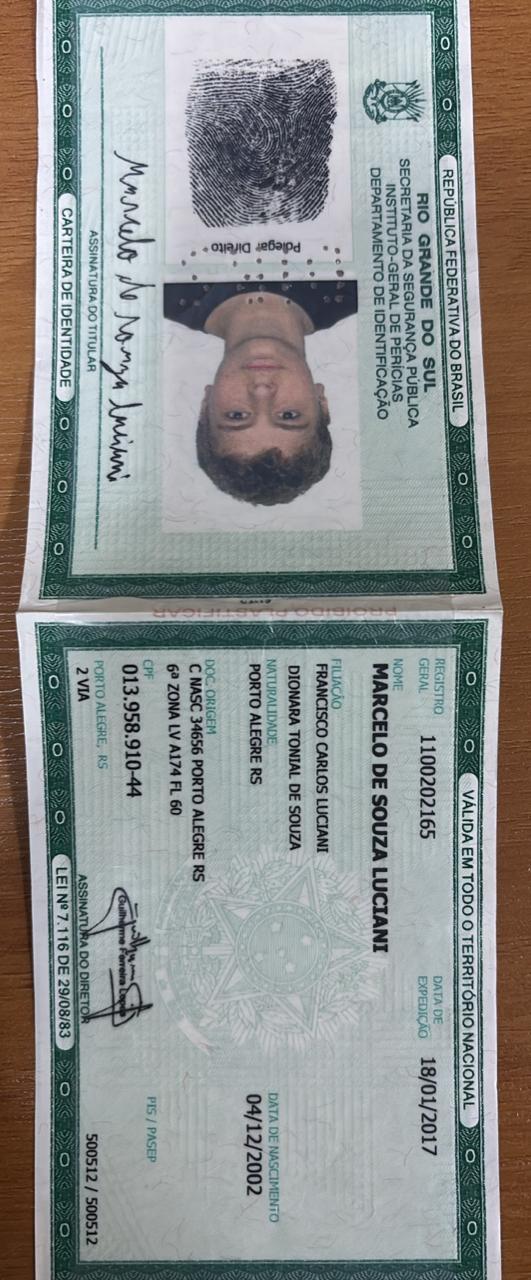 REPÚBLICA FEDERATIVA DO BRASIL
RIO GRANDE DO SUL
SECRETARIA DA SEGURANÇA PÚBLICA
INSTITUTO-GERAL DE PERÍCIAS
DEPARTAMENTO DE IDENTIFICAÇÃO
Polegar Direito
Marcelo de Souza Luciani
ASSINATURA DO TITULAR
CARTEIRA DE IDENTIDADE
PROIBIDO PLASTIFICAR
VÁLIDA EM TODO O TERRITÓRIO NACIONAL
REGISTRO GERAL 1100202165 DATA DE EXPEDIÇÃO 18/01/2017
NOME
MARCELO DE SOUZA LUCIANI
FILIAÇÃO
FRANCISCO CARLOS LUCIANI
DIONARA TONIAL DE SOUZA
NATURALIDADE DATA DE NASCIMENTO
PORTO ALEGRE RS 04/12/2002
DOC. ORIGEM
C NASC 34656 PORTO ALEGRE RS
6ª ZONA LV A174 FL 60
CPF PIS / PASEP
013.958.910-44
PORTO ALEGRE, RS
2 VIA
Guilherme Ferreira Lopes
ASSINATURA DO DIRETOR
500512 / 500512
LEI Nº 7.116 DE 29/08/83